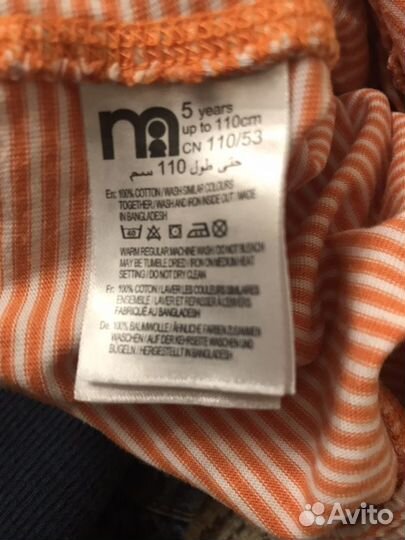 m
5 years
up to 110cm
CN 110/53
حتى طول 110 سم
En: 100% COTTON / WASH SIMILAR COLOURS
TOGETHER / WASH AND IRON INSIDE OUT / MADE
IN BANGLADESH
40
WARM REGULAR MACHINE WASH / DO NOT BLEACH /
MAY BE TUMBLE DRIED / IRON ON MEDIUM HEAT
SETTING / DO NOT DRY CLEAN
Fr: 100% COTON / LAVER LES COULEURS SIMILAIRES
ENSEMBLE / LAVER ET REPASSER À L'ENVERS /
FABRIQUÉ AU BANGLADESH
De: 100% BAUMWOLLE / ÄHNLICHE FARBEN ZUSAMMEN
WASCHEN / AUF DER KEHRSEITE WASCHEN UND
BÜGELN / HERGESTELLT IN BANGLADESH
Avito